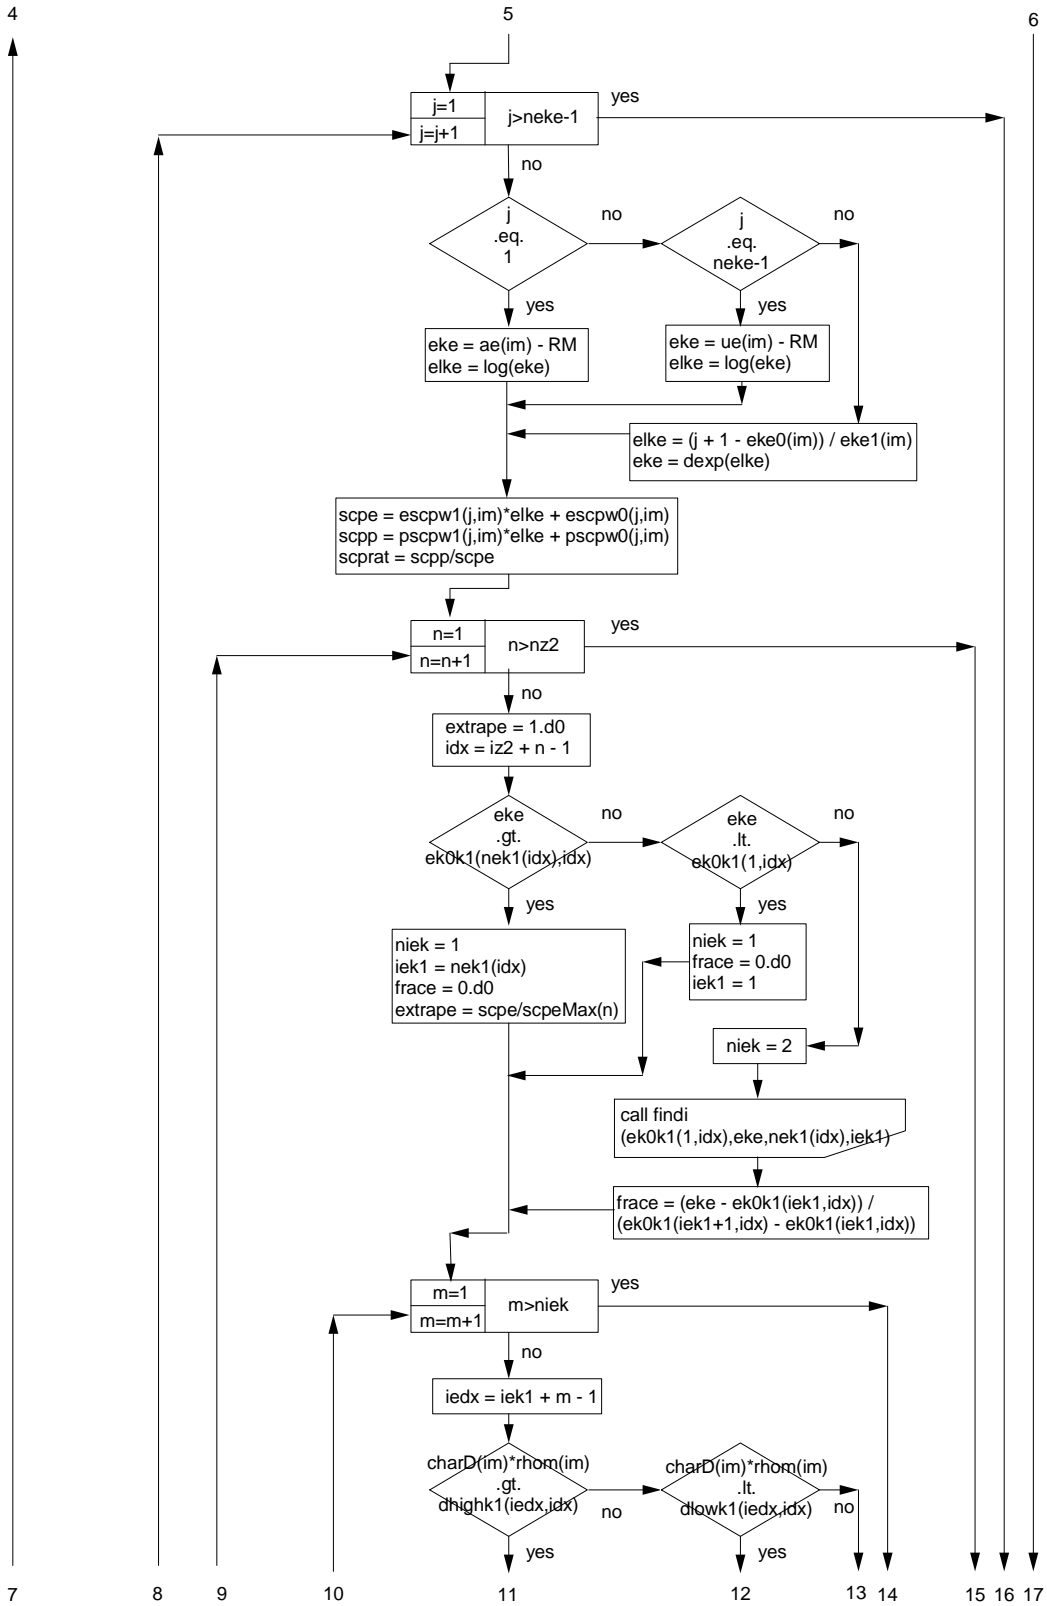 4
5
6
j=1
j=j+1
j>neke-1
yes
no
j
.eq.
1
no
j
.eq.
neke-1
no
yes
yes
eke = ae(im) - RM
elke = log(eke)
eke = ue(im) - RM
elke = log(eke)
elke = (j + 1 - eke0(im)) / eke1(im)
eke = dexp(elke)
scpe = escpw1(j,im)*elke + escpw0(j,im)
scpp = pscpw1(j,im)*elke + pscpw0(j,im)
scprat = scpp/scpe
n=1
n=n+1
n>nz2
yes
no
extrape = 1.d0
idx = iz2 + n - 1
eke
.gt.
ek0k1(nek1(idx),idx)
no
eke
.lt.
ek0k1(1,idx)
no
yes
yes
niek = 1
iek1 = nek1(idx)
frace = 0.d0
extrape = scpe/scpeMax(n)
niek = 1
frace = 0.d0
iek1 = 1
niek = 2
call findi
(ek0k1(1,idx),eke,nek1(idx),iek1)
frace = (eke - ek0k1(iek1,idx)) /
(ek0k1(iek1+1,idx) - ek0k1(iek1,idx))
m=1
m=m+1
m>niek
yes
no
iedx = iek1 + m - 1
charD(im)*rhom(im)
.gt.
dhighk1(iedx,idx)
no
charD(im)*rhom(im)
.lt.
dlowk1(iedx,idx)
no
yes
yes
7
8
9
10
11
12
13
14
15
16
17